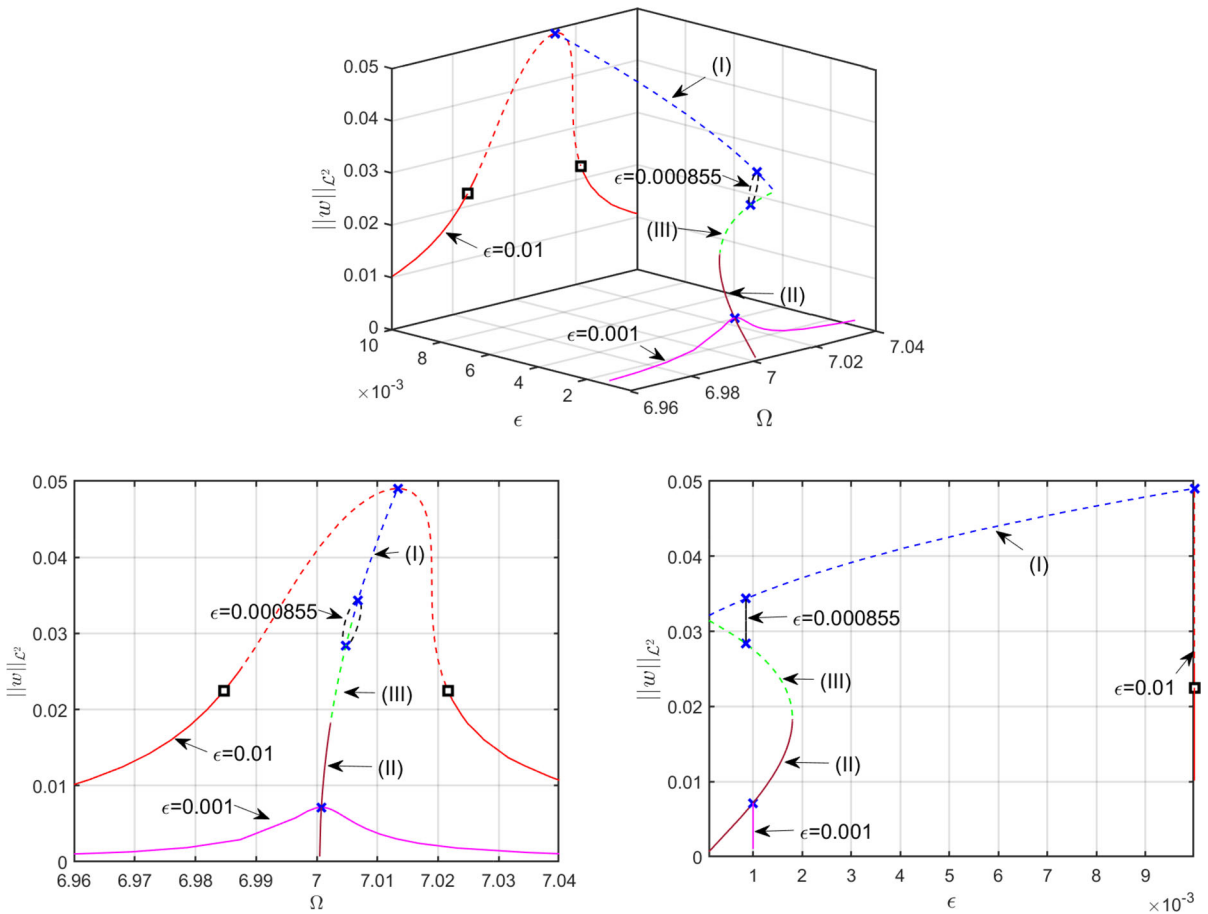 0.05
0.04
0.03
0.02
0.01
0
||w||_{\mathcal{L}^2}
10
8
6
4
2
×10^{-3}
ϵ
6.96
6.98
7
7.02
7.04
Ω
(I)
ϵ=0.000855
(III)
ϵ=0.01
(II)
ϵ=0.001
0.05
0.04
0.03
0.02
0.01
0
||w||_{\mathcal{L}^2}
(I)
ϵ=0.000855
(III)
ϵ=0.01
(II)
ϵ=0.001
6.96 6.97 6.98 6.99 7 7.01 7.02 7.03 7.04
Ω
0.05
0.04
0.03
0.02
0.01
0
||w||_{\mathcal{L}^2}
(I)
ϵ=0.000855
(III)
ϵ=0.01
(II)
ϵ=0.001
1 2 3 4 5 6 7 8 9
×10^{-3}
ϵ